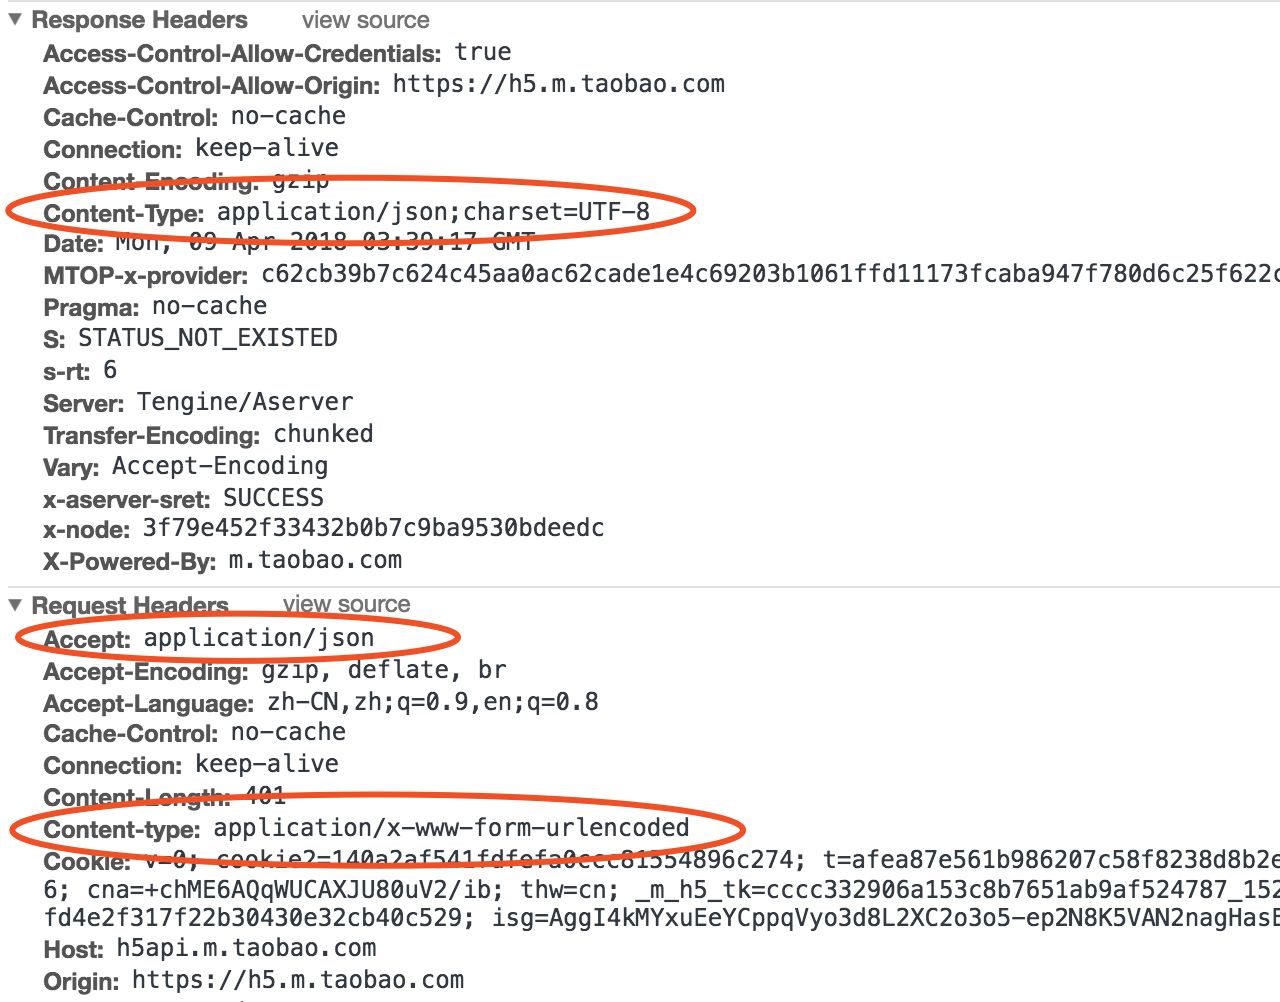 ▼ Response Headers view source
Access-Control-Allow-Credentials: true
Access-Control-Allow-Origin: https://h5.m.taobao.com
Cache-Control: no-cache
Connection: keep-alive
Content-Encoding: gzip
Content-Type: application/json;charset=UTF-8
Date: Mon, 09 Apr 2018 03:39:17 GMT
MTOP-x-provider: c62cb39b7c624c45aa0ac62cade1e4c69203b1061ffd11173fcaba947f780d6c25f622c
Pragma: no-cache
S: STATUS_NOT_EXISTED
s-rt: 6
Server: Tengine/Aserver
Transfer-Encoding: chunked
Vary: Accept-Encoding
x-aserver-sret: SUCCESS
x-node: 3f79e452f33432b0b7c9ba9530bdeedc
X-Powered-By: m.taobao.com
▼ Request Headers view source
Accept: application/json
Accept-Encoding: gzip, deflate, br
Accept-Language: zh-CN,zh;q=0.9,en;q=0.8
Cache-Control: no-cache
Connection: keep-alive
Content-Length: 401
Content-type: application/x-www-form-urlencoded
Cookie: v=0; cookie2=140a2af541fdfefa0ccc81554896c274; t=afea87e561b986207c58f8238d8b2e
6; cna=+chME6AQqWUCAXJU80uV2/ib; thw=cn; _m_h5_tk=cccc332906a153c8b7651ab9af524787_152
fd4e2f317f22b30430e32cb40c529; isg=AggI4kMYxuEeYCppqVyo3d8L2XC2o3o5-ep2N8K5VAN2nagHasE
Host: h5api.m.taobao.com
Origin: https://h5.m.taobao.com